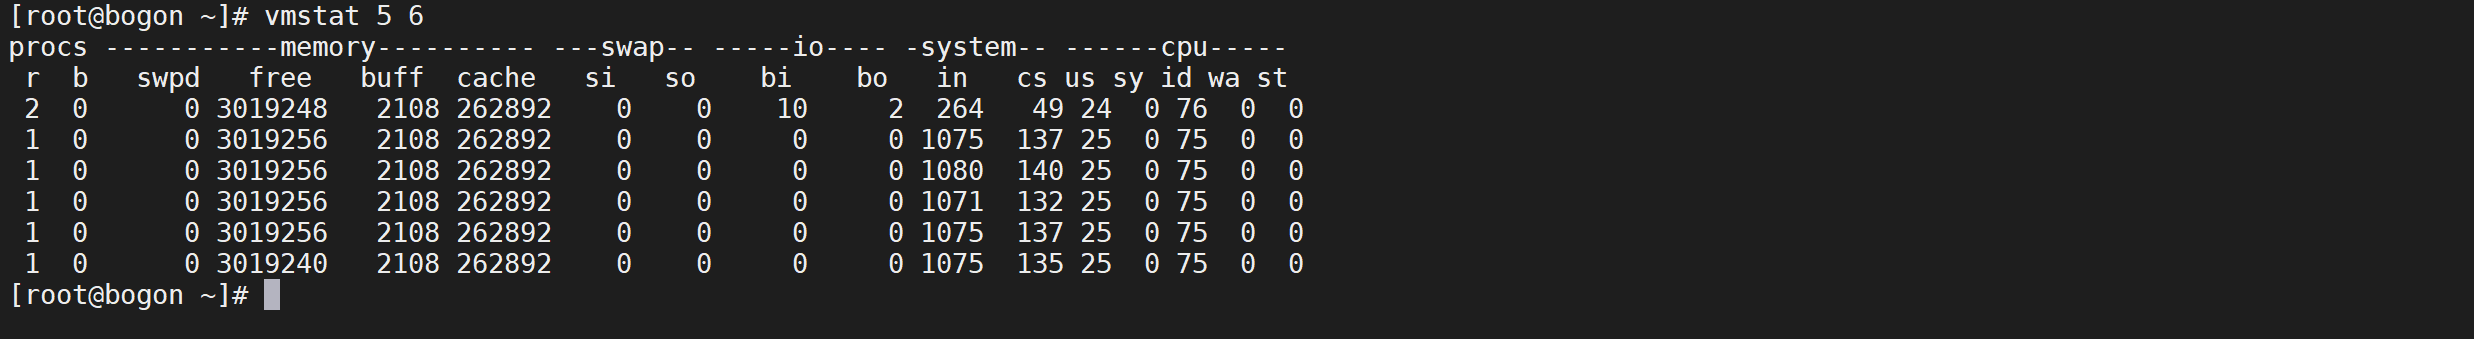 [root@bogon ~]# vmstat 5 6
procs -----------memory---------- ---swap-- -----io---- -system-- ------cpu-----
 r  b   swpd   free   buff  cache   si   so    bi    bo   in   cs us sy id wa st
 2  0      0 3019248   2108 262892    0    0    10     2  264   49 24  0 76  0  0
 1  0      0 3019256   2108 262892    0    0     0     0 1075  137 25  0 75  0  0
 1  0      0 3019256   2108 262892    0    0     0     0 1080  140 25  0 75  0  0
 1  0      0 3019256   2108 262892    0    0     0     0 1071  132 25  0 75  0  0
 1  0      0 3019256   2108 262892    0    0     0     0 1075  137 25  0 75  0  0
 1  0      0 3019240   2108 262892    0    0     0     0 1075  135 25  0 75  0  0
[root@bogon ~]#